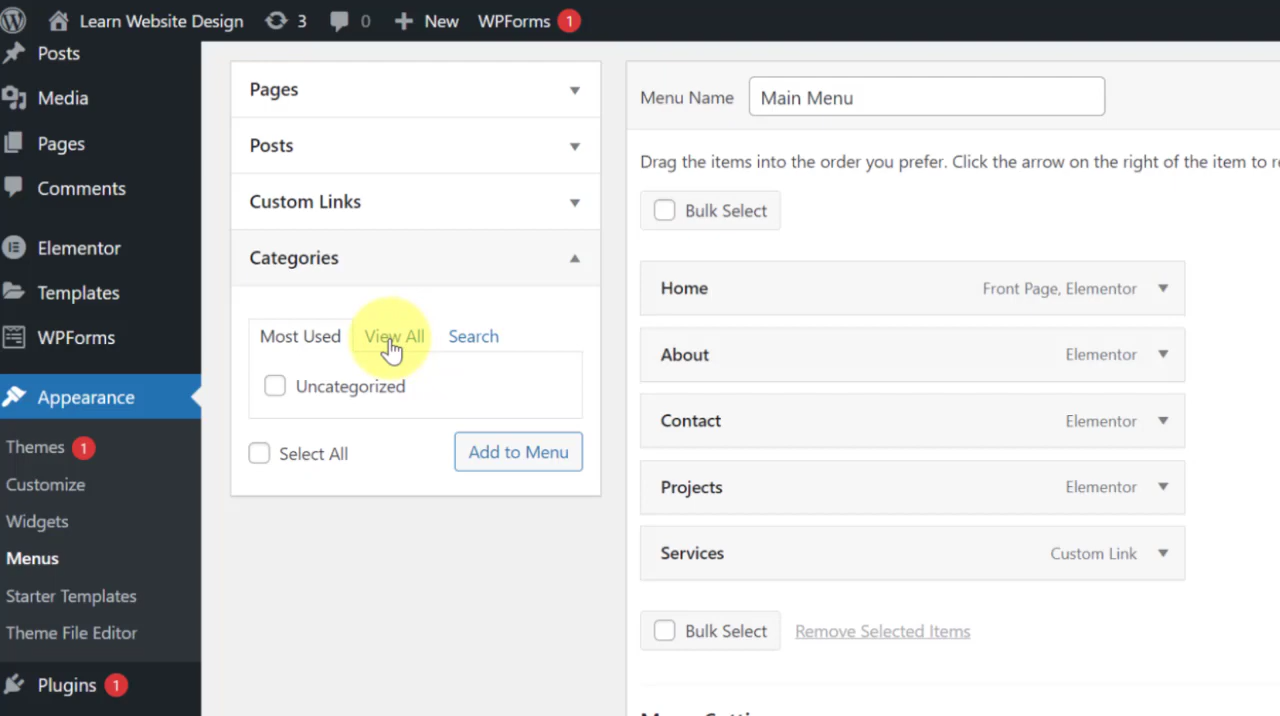 Learn Website Design 3 0 New WPForms 1
Posts
Media
Pages
Comments
Elementor
Templates
WPForms
Appearance
Themes 1
Customize
Widgets
Menus
Starter Templates
Theme File Editor
Plugins 1
Pages
Posts
Custom Links
Categories
Most Used View All Search
Uncategorized
Select All Add to Menu
Menu Name Main Menu
Drag the items into the order you prefer. Click the arrow on the right of the item to
Bulk Select
Home Front Page, Elementor
About Elementor
Contact Elementor
Projects Elementor
Services Custom Link
Bulk Select Remove Selected Items